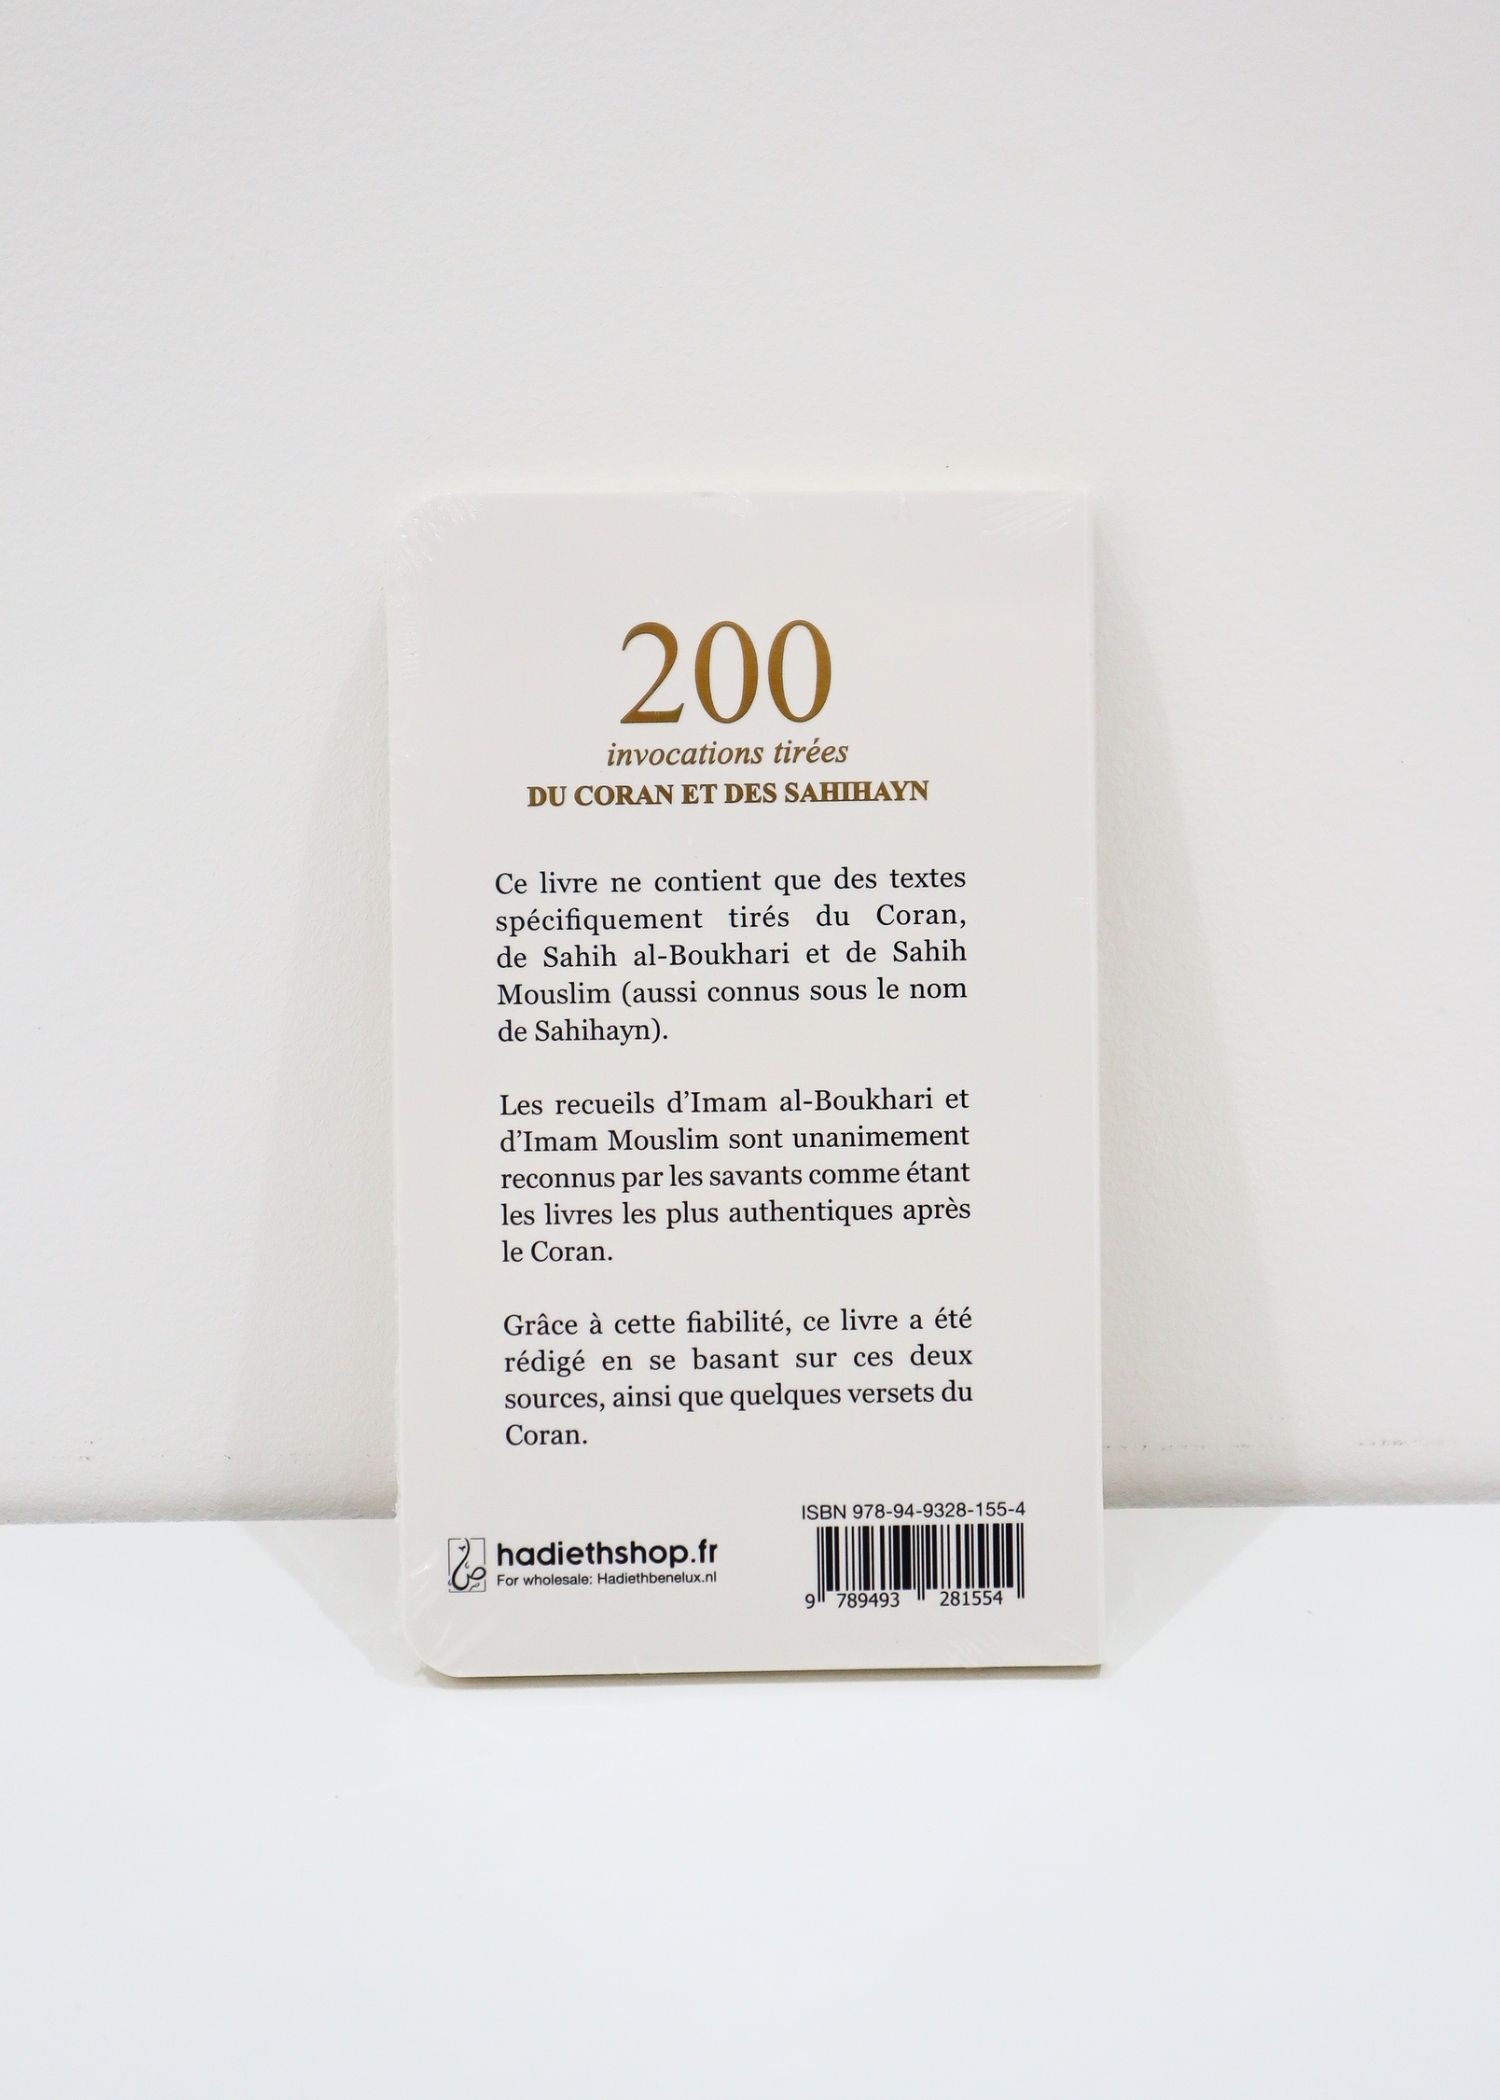 200
invocations tirées
DU CORAN ET DES SAHIHAYN
Ce livre ne contient que des textes
spécifiquement tirés du Coran,
de Sahih al-Boukhari et de Sahih
Mouslim (aussi connus sous le nom
de Sahihayn).
Les recueils d’Imam al-Boukhari et
d’Imam Mouslim sont unanimement
reconnus par les savants comme étant
les livres les plus authentiques après
le Coran.
Grâce à cette fiabilité, ce livre a été
rédigé en se basant sur ces deux
sources, ainsi que quelques versets du
Coran.
hadiethshop.fr
For wholesale: Hadiethbenelux.nl
ISBN 978-94-9328-155-4
9 789493 281554